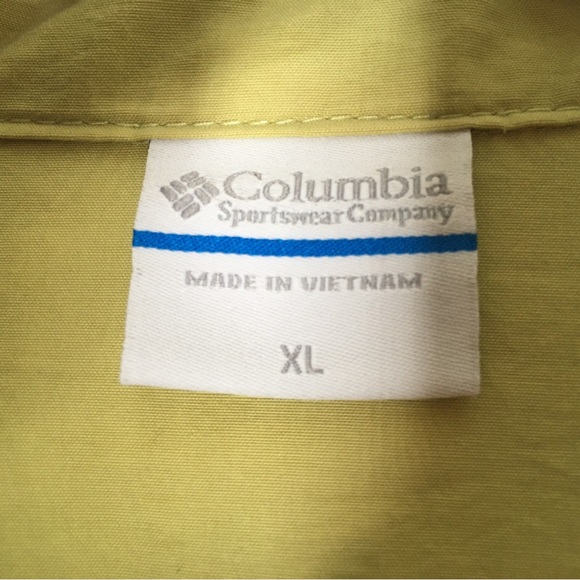 Columbia
Sportswear Company
MADE IN VIETNAM
XL